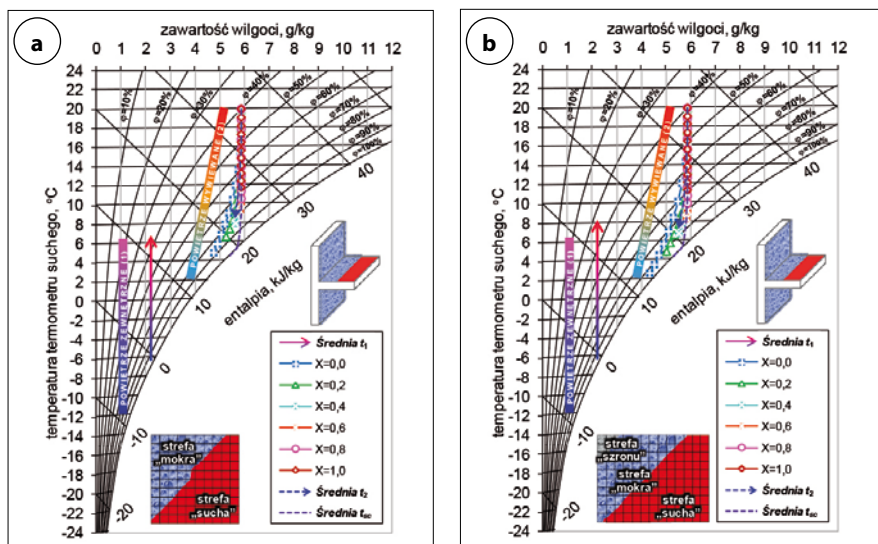 a
zawartość wilgoci, g/kg
0 1 2 3 4 5 6 7 8 9 10 11 12
24
22
20
18
16
14
12
10
8
6
4
2
0
-2
-4
-6
-8
-10
-12
-14
-16
-18
-20
-22
-24
temperatura termometru suchego, °C
φ=10%
φ=20%
φ=30%
φ=40%
φ=50%
φ=60%
φ=70%
φ=80%
φ=90%
φ=100%
40
30
20
10
0
-10
-20
entalpia, kJ/kg
POWIETRZE ZEWNĘTRZNE (1)
POWIETRZE WYWIEWANE (2)
Średnia t1
X=0,0
X=0,2
X=0,4
X=0,6
X=0,8
X=1,0
Średnia t2
strefa
„mokra”
strefa
„sucha”
b
zawartość wilgoci, g/kg
0 1 2 3 4 5 6 7 8 9 10 11 12
24
22
20
18
16
14
12
10
8
6
4
2
0
-2
-4
-6
-8
-10
-12
-14
-16
-18
-20
-22
-24
temperatura termometru suchego, °C
φ=10%
φ=20%
φ=30%
φ=40%
φ=50%
φ=60%
φ=70%
φ=80%
φ=90%
φ=100%
40
30
20
10
0
-10
-20
entalpia, kJ/kg
POWIETRZE ZEWNĘTRZNE (1)
POWIETRZE WYWIEWANE (2)
Średnia t1
X=0,0
X=0,2
X=0,4
X=0,6
X=0,8
X=1,0
Średnia t2
strefa
„szronu”
strefa
„mokra”
strefa
„sucha”